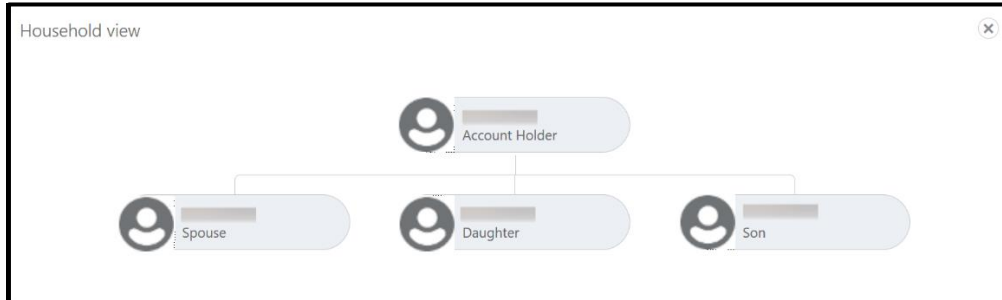 Household view
Account Holder
Spouse
Daughter
Son